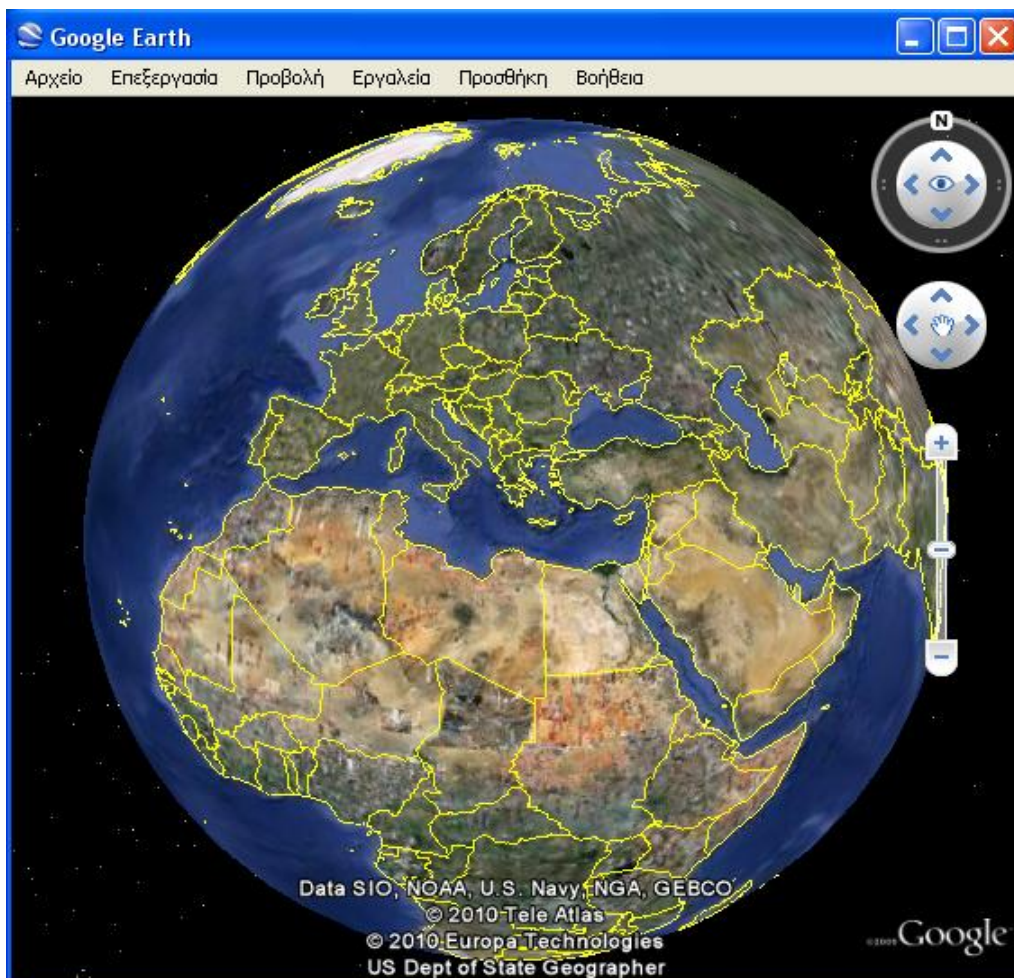 Google Earth
Αρχείο Επεξεργασία Προβολή Εργαλεία Προσθήκη Βοήθεια
N
Data SIO, NOAA, U.S. Navy, NGA, GEBCO
© 2010 Tele Atlas
© 2010 Europa Technologies
US Dept of State Geographer
©2009 Google